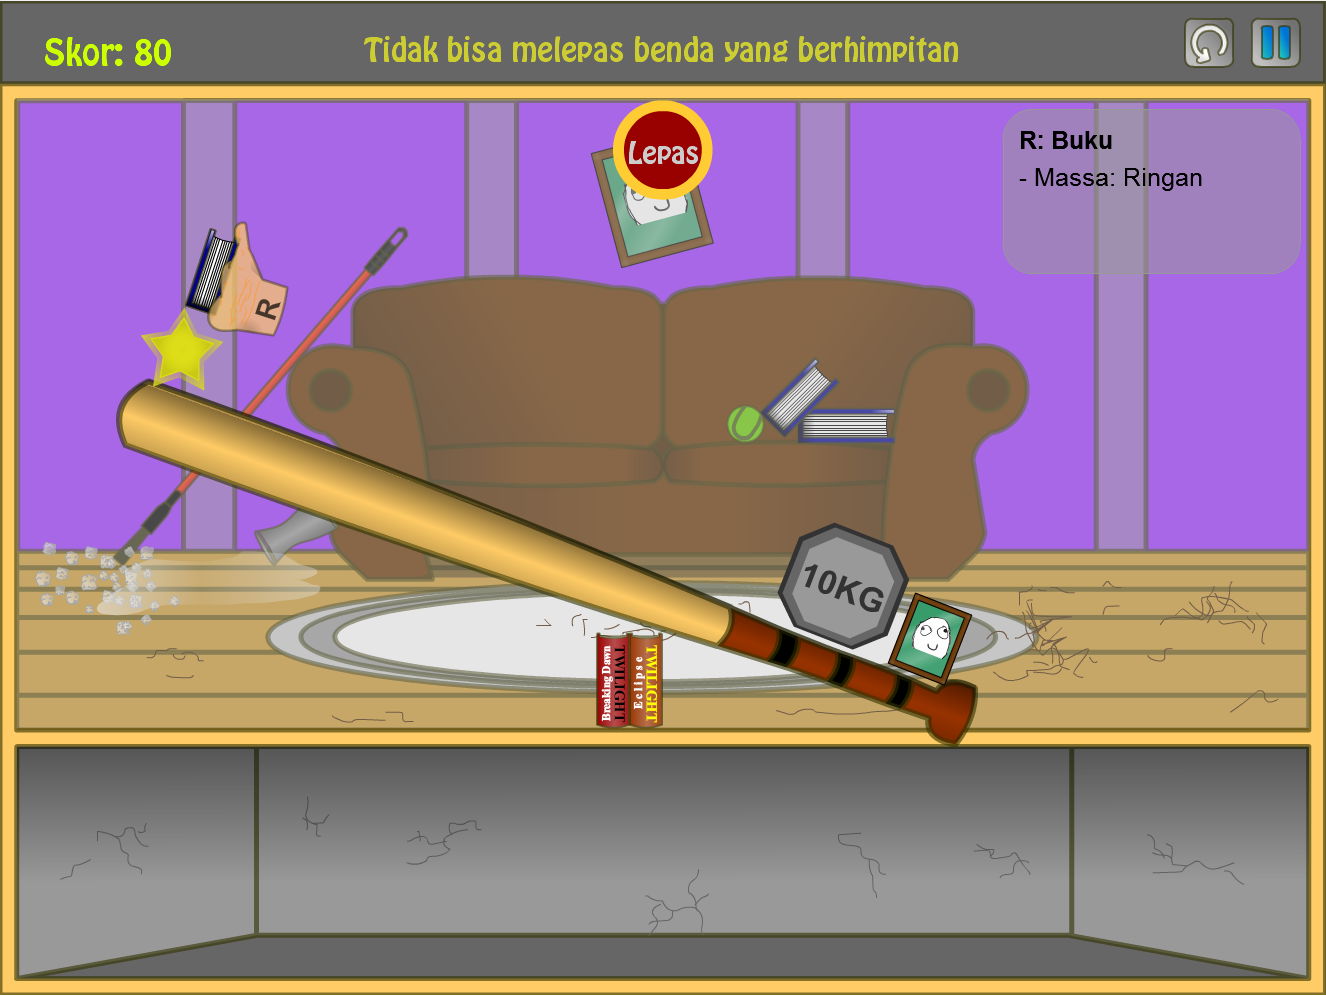 Skor: 80
Tidak bisa melepas benda yang berhimpitan
Lepas
R: Buku
- Massa: Ringan
R
10KG
Breaking Dawn
TWILIGHT
Eclipse
TWILIGHT